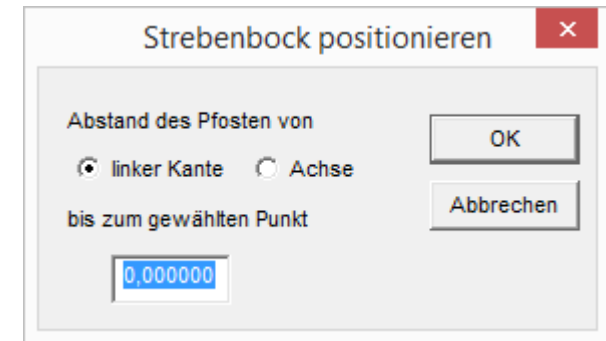 Strebenbock positionieren
Abstand des Pfosten von
linker Kante Achse
bis zum gewählten Punkt
0,000000
OK
Abbrechen